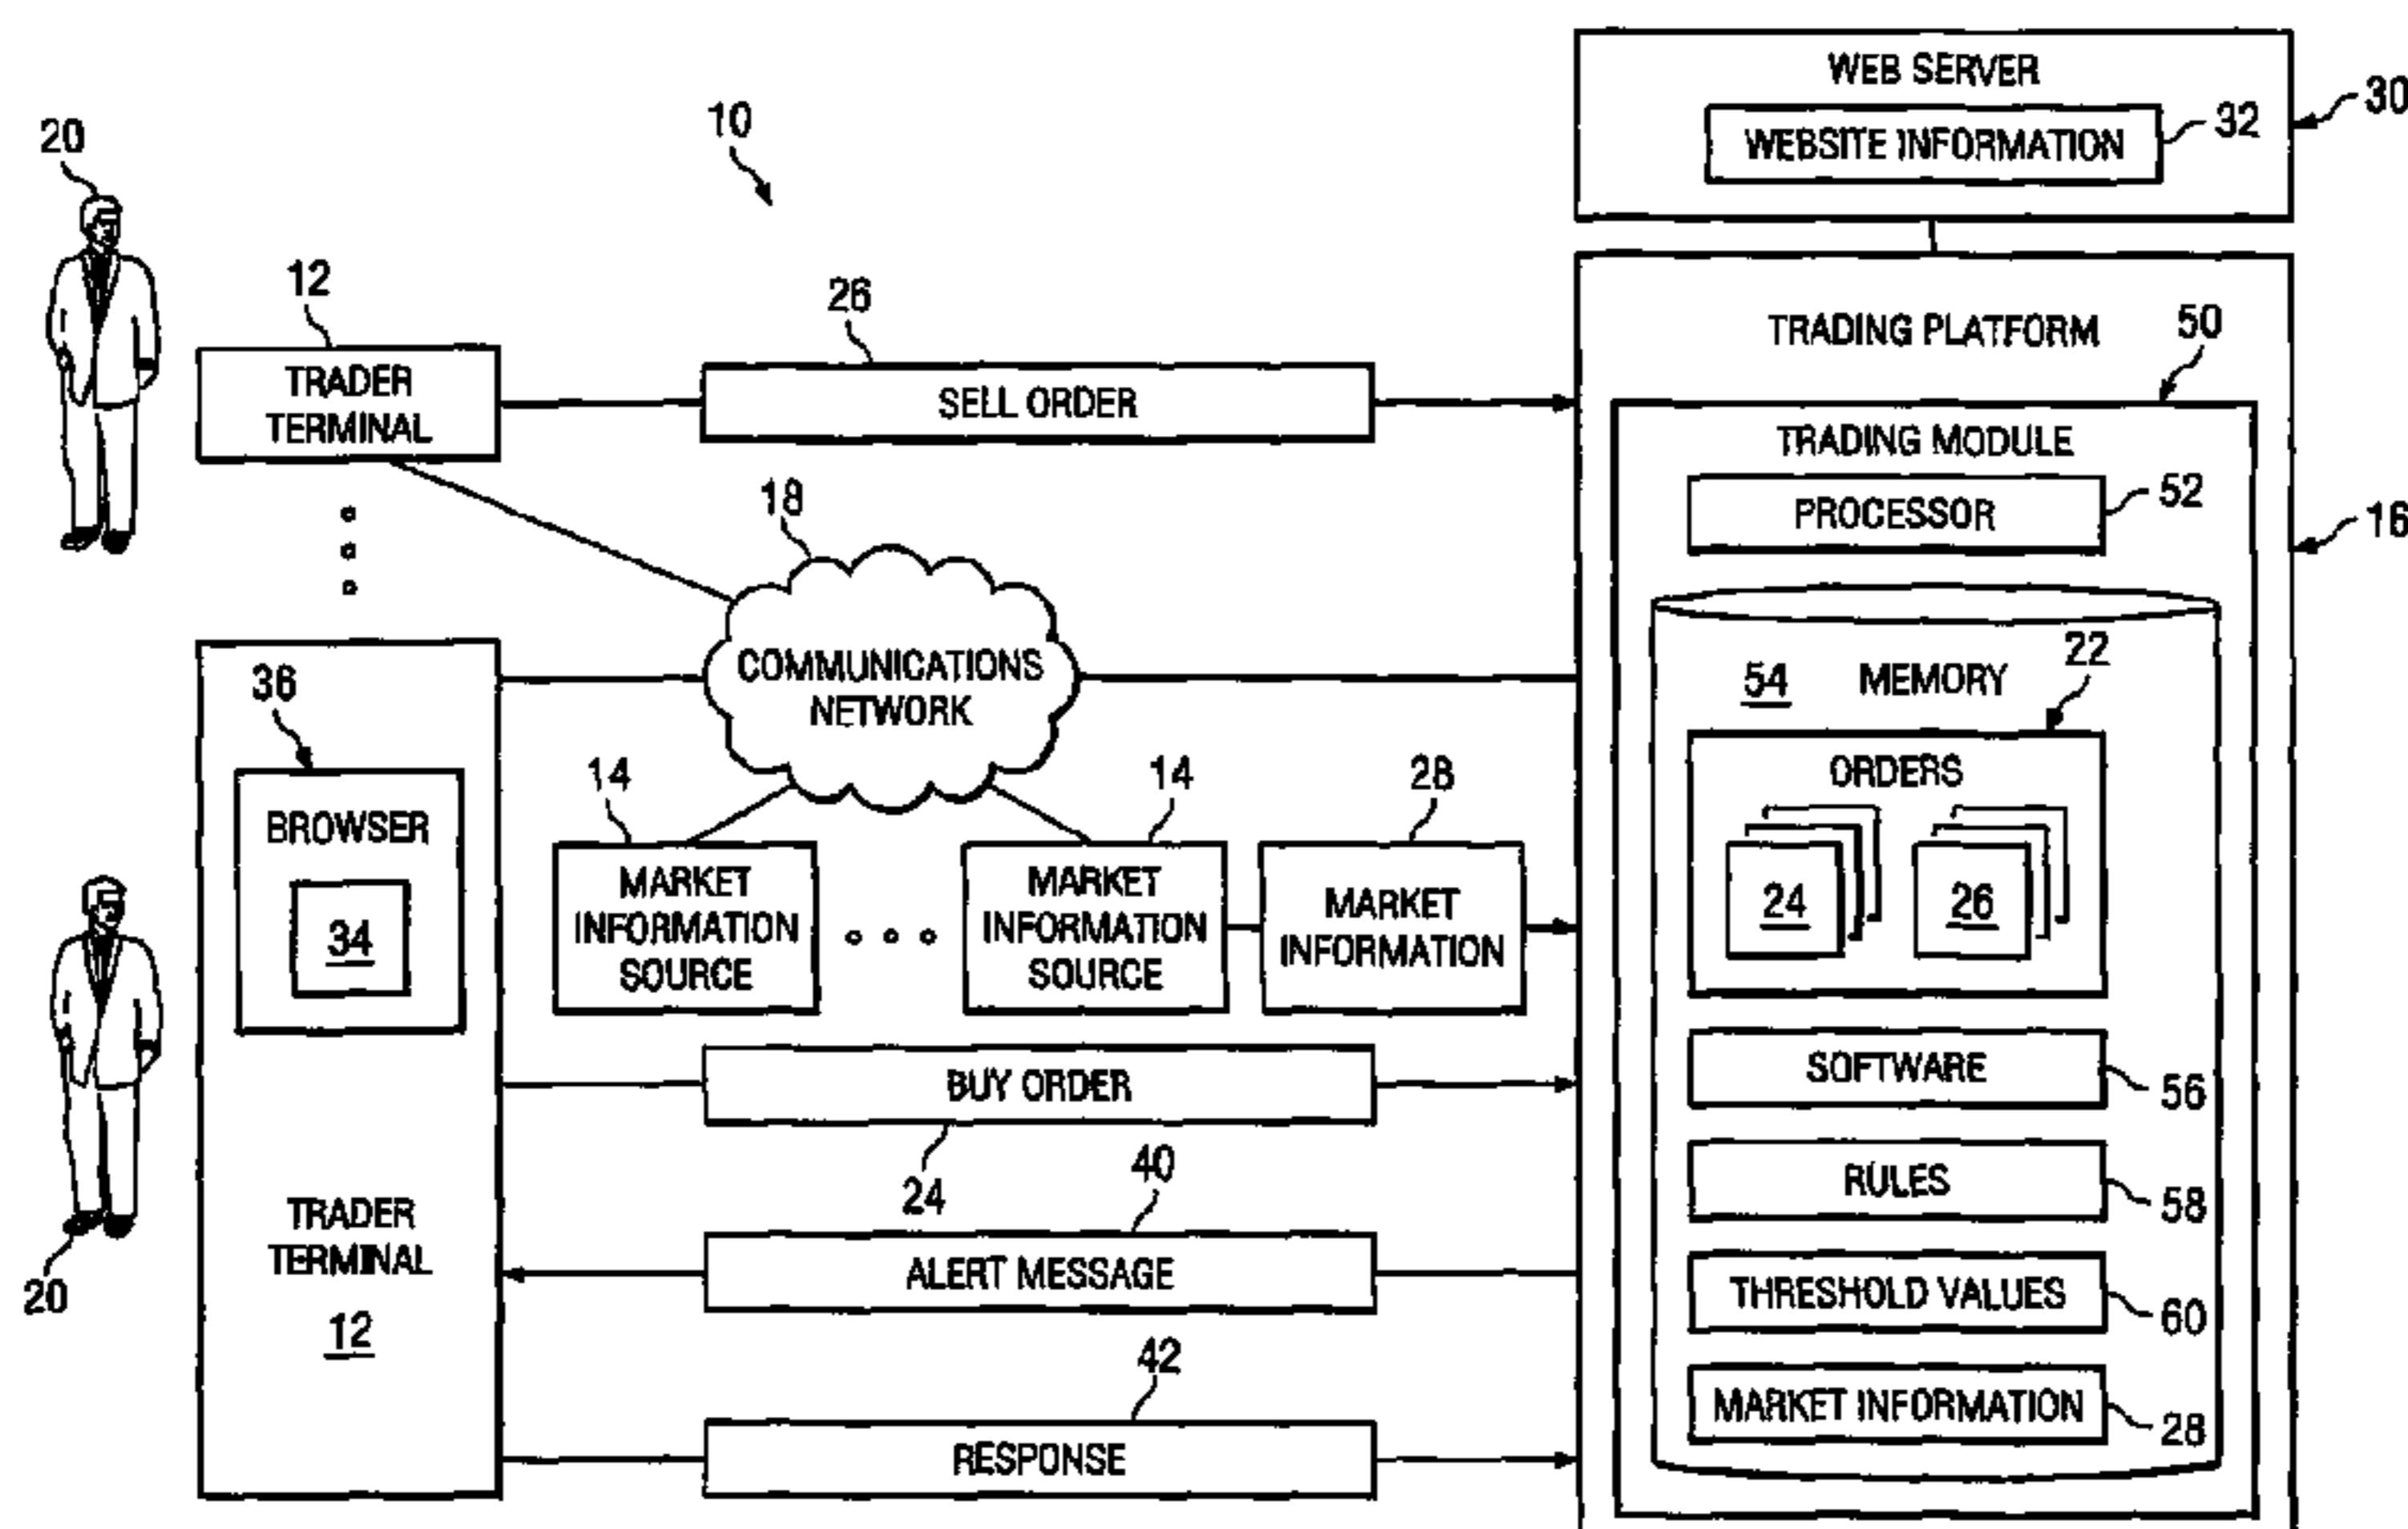 WEB SERVER
30
WEBSITE INFORMATION
32
10
20
12
TRADER
TERMINAL
26
SELL ORDER
TRADING PLATFORM
50
TRADING MODULE
PROCESSOR
52
16
18
COMMUNICATIONS
NETWORK
54
MEMORY
22
ORDERS
24
26
36
BROWSER
34
14
MARKET
INFORMATION
SOURCE
14
MARKET
INFORMATION
SOURCE
28
MARKET
INFORMATION
SOFTWARE
56
BUY ORDER
24
RULES
58
20
TRADER
TERMINAL
12
40
ALERT MESSAGE
THRESHOLD VALUES
60
42
RESPONSE
MARKET INFORMATION
28